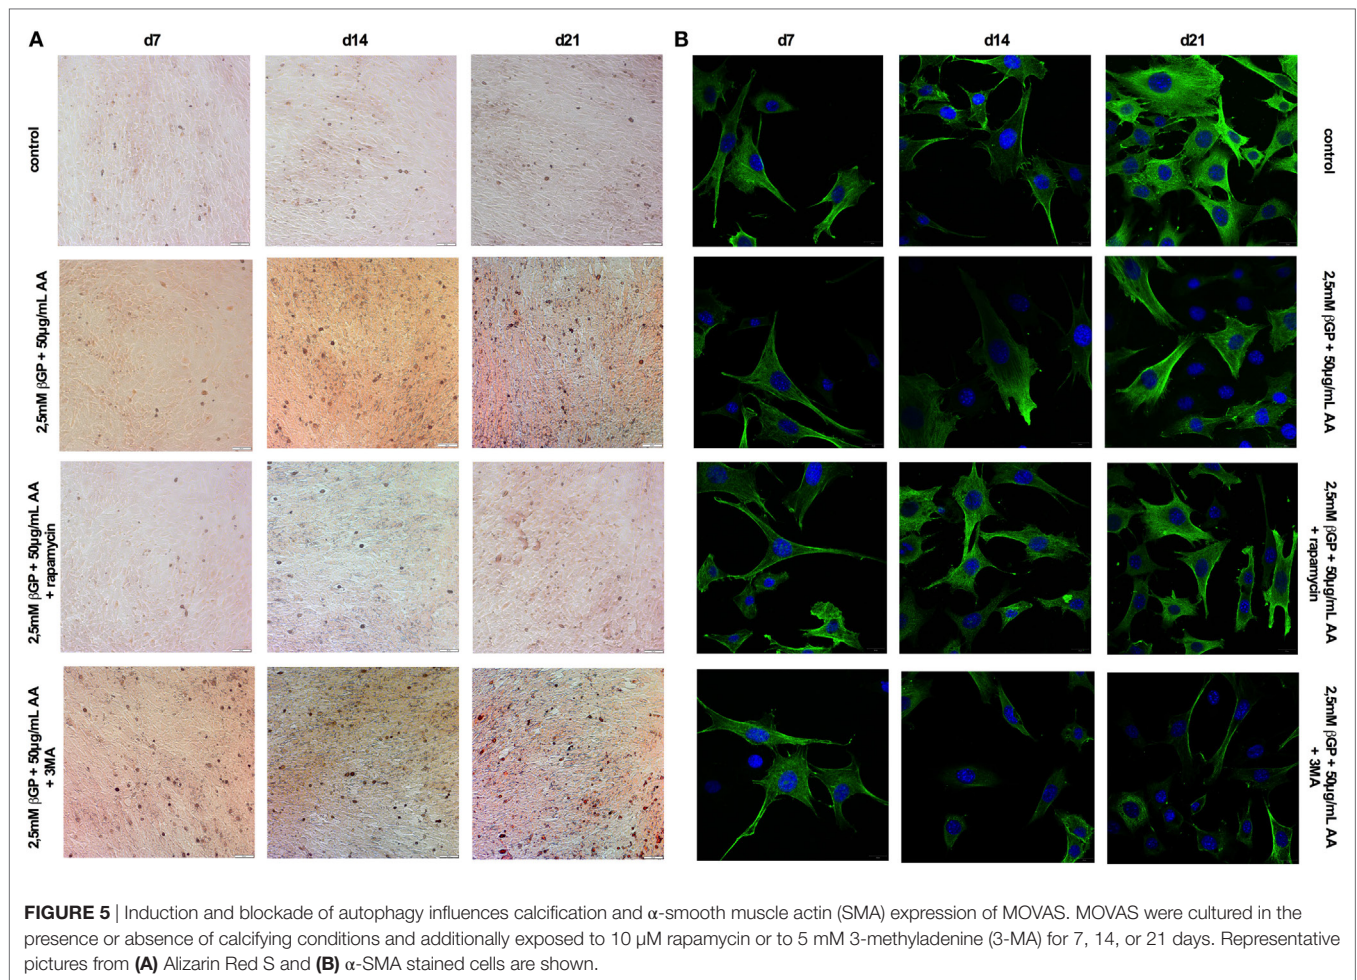 A
d7
d14
d21
B
d7
d14
d21
control
control
2,5mM βGP + 50µg/mL AA
2,5mM βGP + 50µg/mL AA
2,5mM βGP + 50µg/mL AA
+ rapamycin
2,5mM βGP + 50µg/mL AA
+ rapamycin
2,5mM βGP + 50µg/mL AA
+ 3MA
2,5mM βGP + 50µg/mL AA
+ 3MA
FIGURE 5 | Induction and blockade of autophagy influences calcification and α-smooth muscle actin (SMA) expression of MOVAS. MOVAS were cultured in the
presence or absence of calcifying conditions and additionally exposed to 10 µM rapamycin or to 5 mM 3-methyladenine (3-MA) for 7, 14, or 21 days. Representative
pictures from (A) Alizarin Red S and (B) α-SMA stained cells are shown.